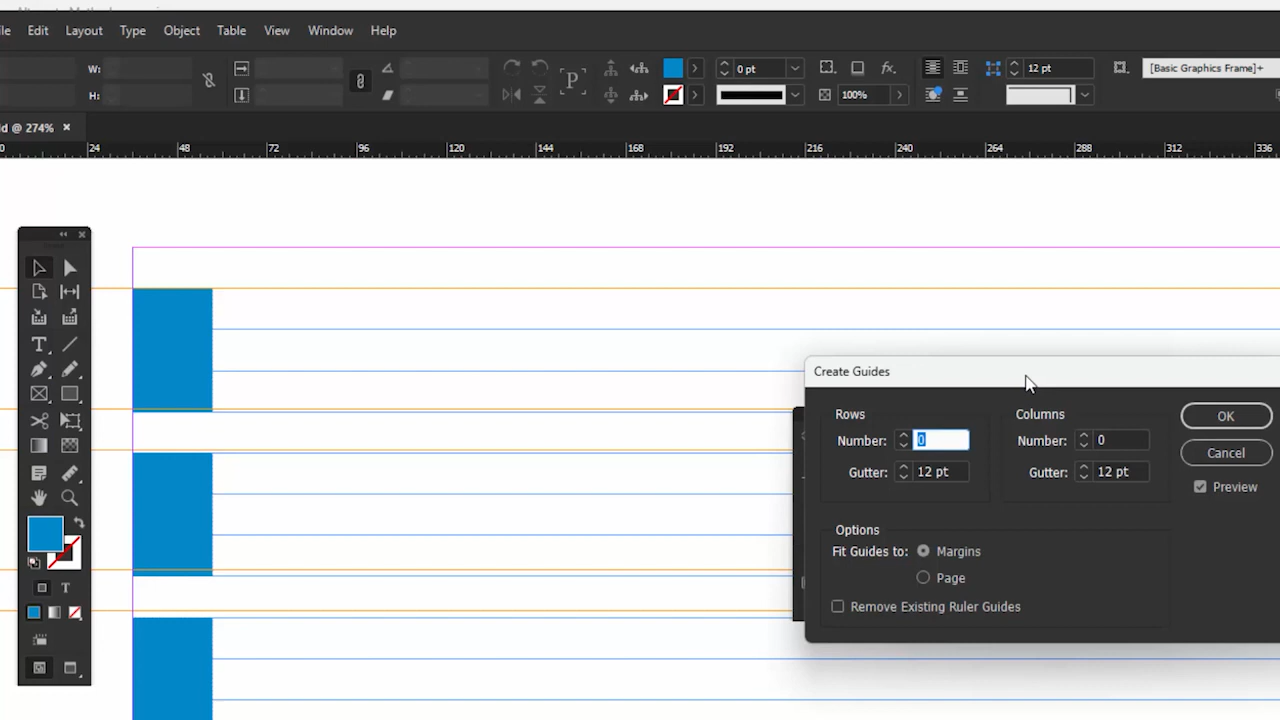 ile Edit Layout Type Object Table View Window Help
W: 0 pt 12 pt [Basic Graphics Frame]+
H: 100%
P
fx.
d @ 274% ×
0 24 48 72 96 120 144 168 192 216 240 264 288 312 336
Create Guides
Rows Columns
Number: 0 Number: 0
Gutter: 12 pt Gutter: 12 pt
OK
Cancel
Preview
Options
Fit Guides to: Margins
Page
Remove Existing Ruler Guides
T
T